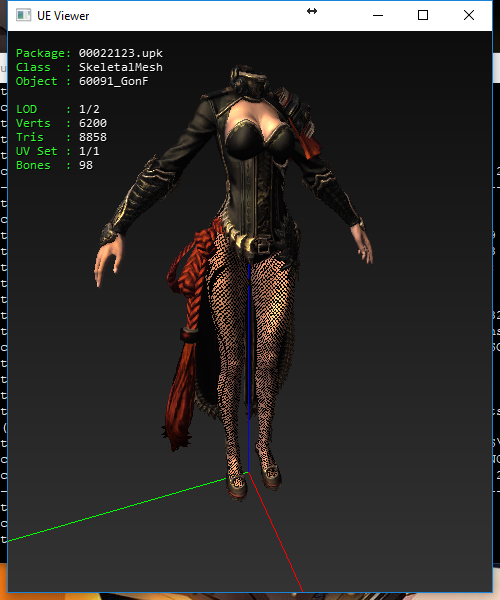 UE Viewer
Package: 00022123.upk
Class : SkeletalMesh
Object : 60091_GonF
LOD : 1/2
Verts : 6200
Tris : 8858
UV Set : 1/1
Bones : 98